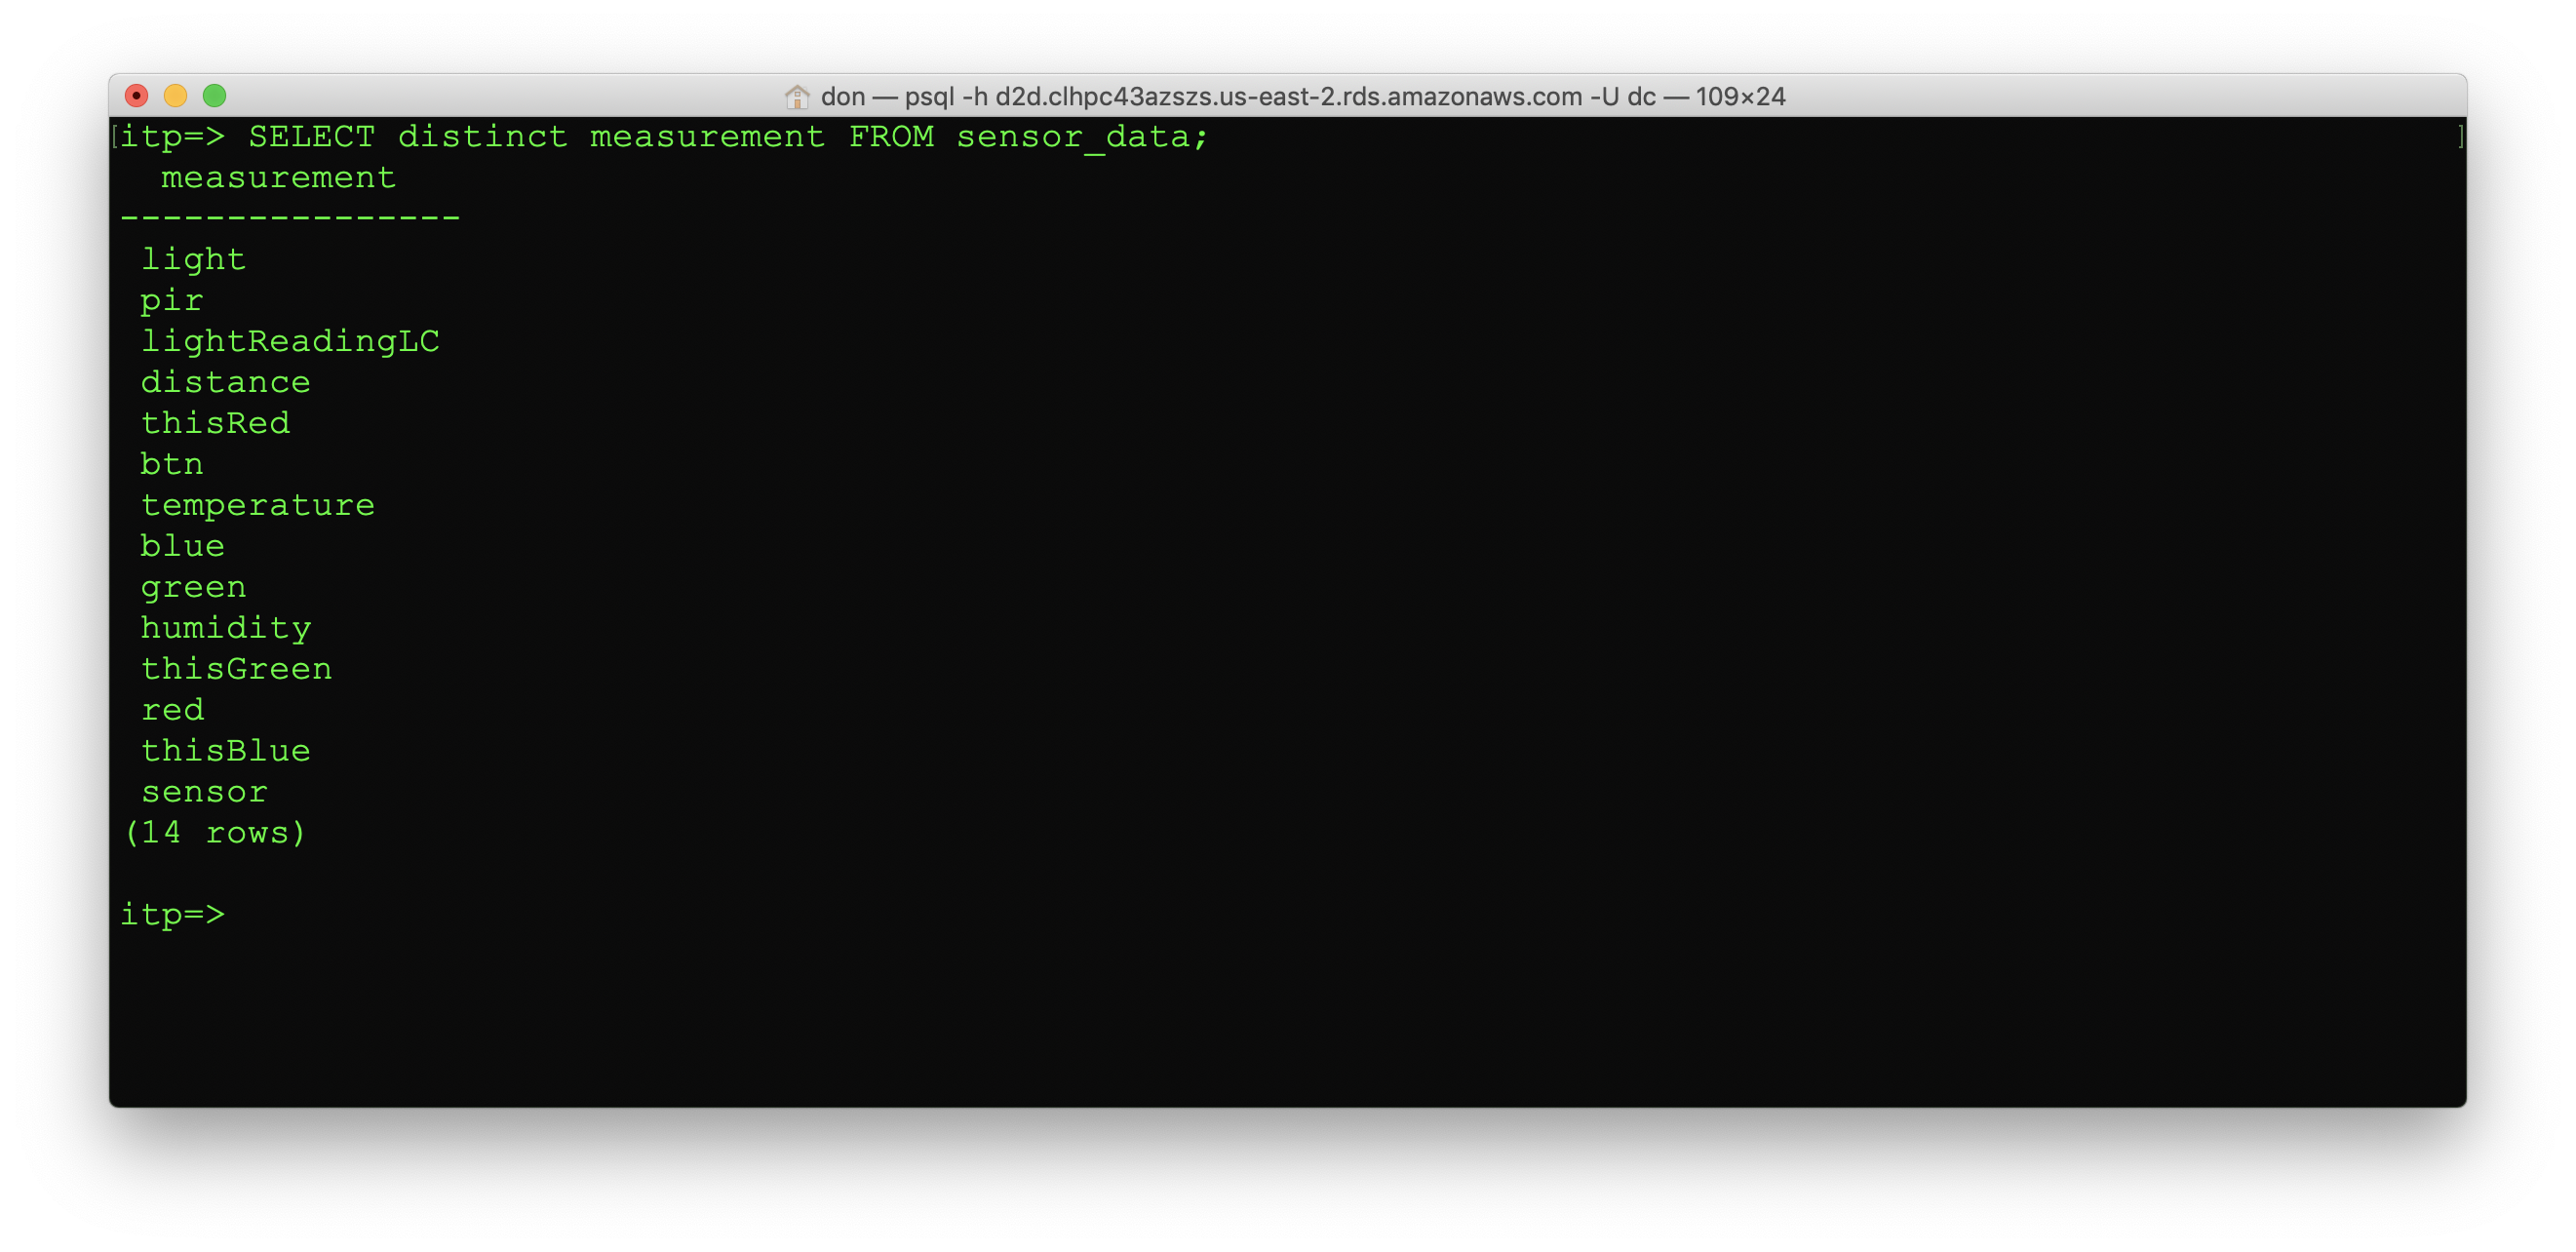 don — psql -h d2d.clhpc43azszs.us-east-2.rds.amazonaws.com -U dc — 109×24
[itp=> SELECT distinct measurement FROM sensor_data; ]
measurement
----------------
light
pir
lightReadingLC
distance
thisRed
btn
temperature
blue
green
humidity
thisGreen
red
thisBlue
sensor
(14 rows)
itp=>